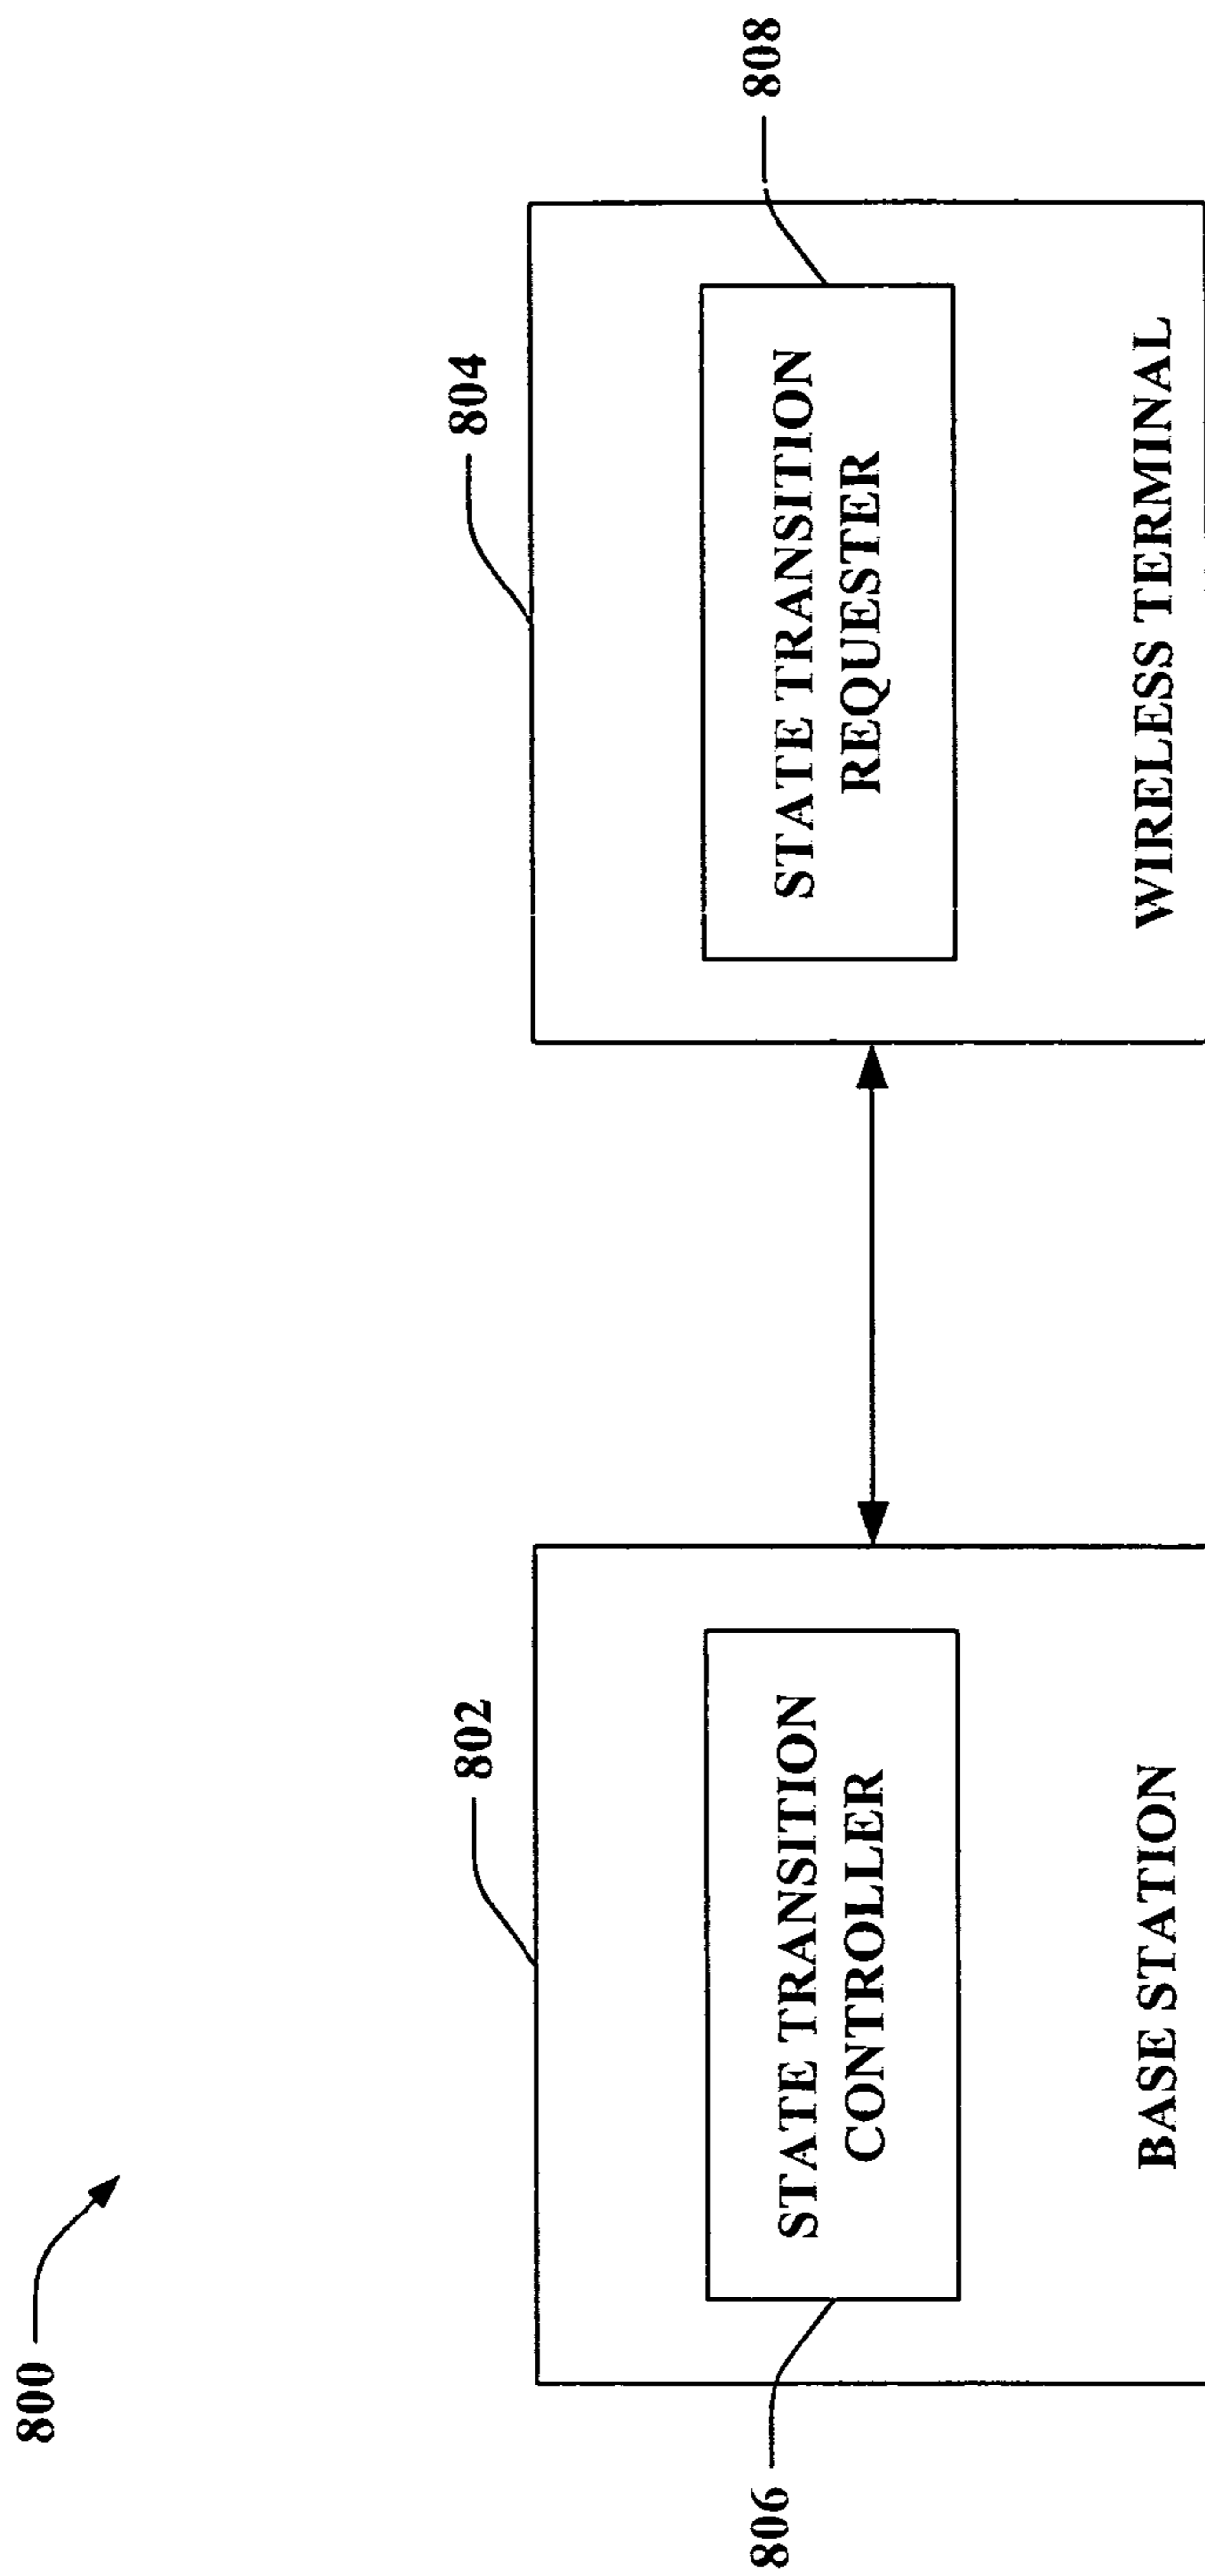 800
802
804
806
STATE TRANSITION
CONTROLLER
BASE STATION
808
STATE TRANSITION
REQUESTER
WIRELESS TERMINAL